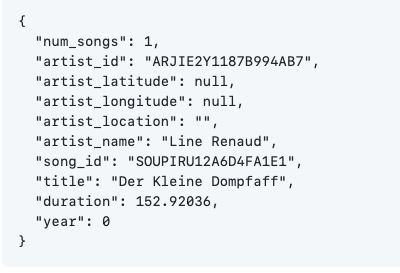 {
"num_songs": 1,
"artist_id": "ARJIE2Y1187B994AB7",
"artist_latitude": null,
"artist_longitude": null,
"artist_location": "",
"artist_name": "Line Renaud",
"song_id": "SOUPIRU12A6D4FA1E1",
"title": "Der Kleine Dompfaff",
"duration": 152.92036,
"year": 0
}